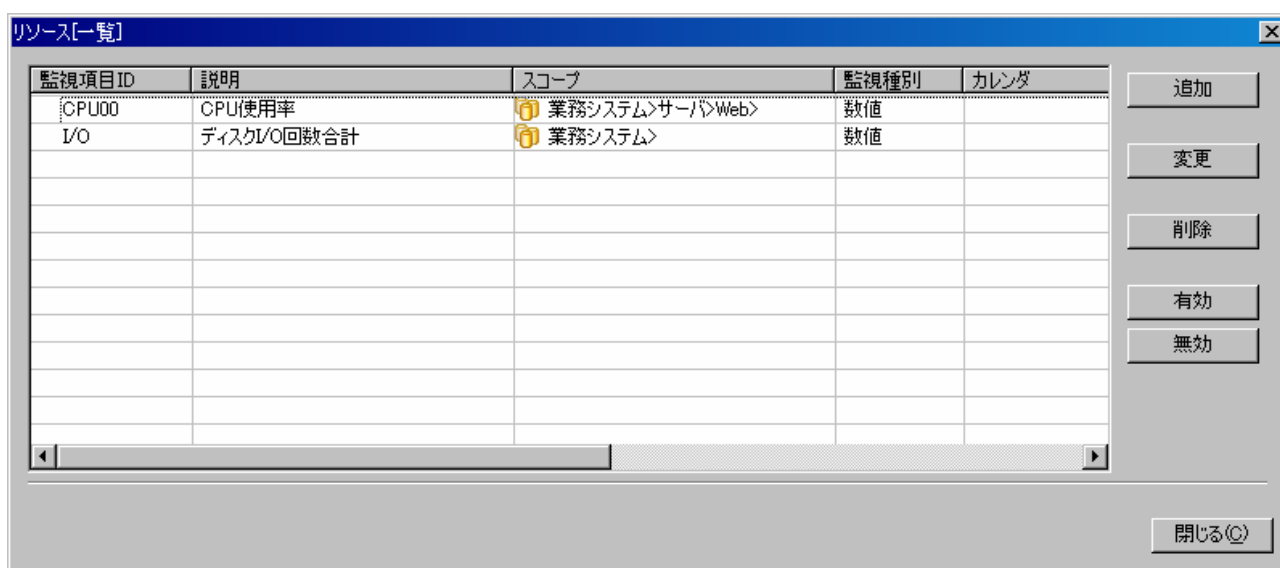 リソース[一覧]
監視項目ID 説明 スコープ 監視種別 カレンダ
CPU00 CPU使用率 業務システム>サーバ>Web> 数値
I/O ディスクI/O回数合計 業務システム> 数値
追加
変更
削除
有効
無効
閉じる(C)